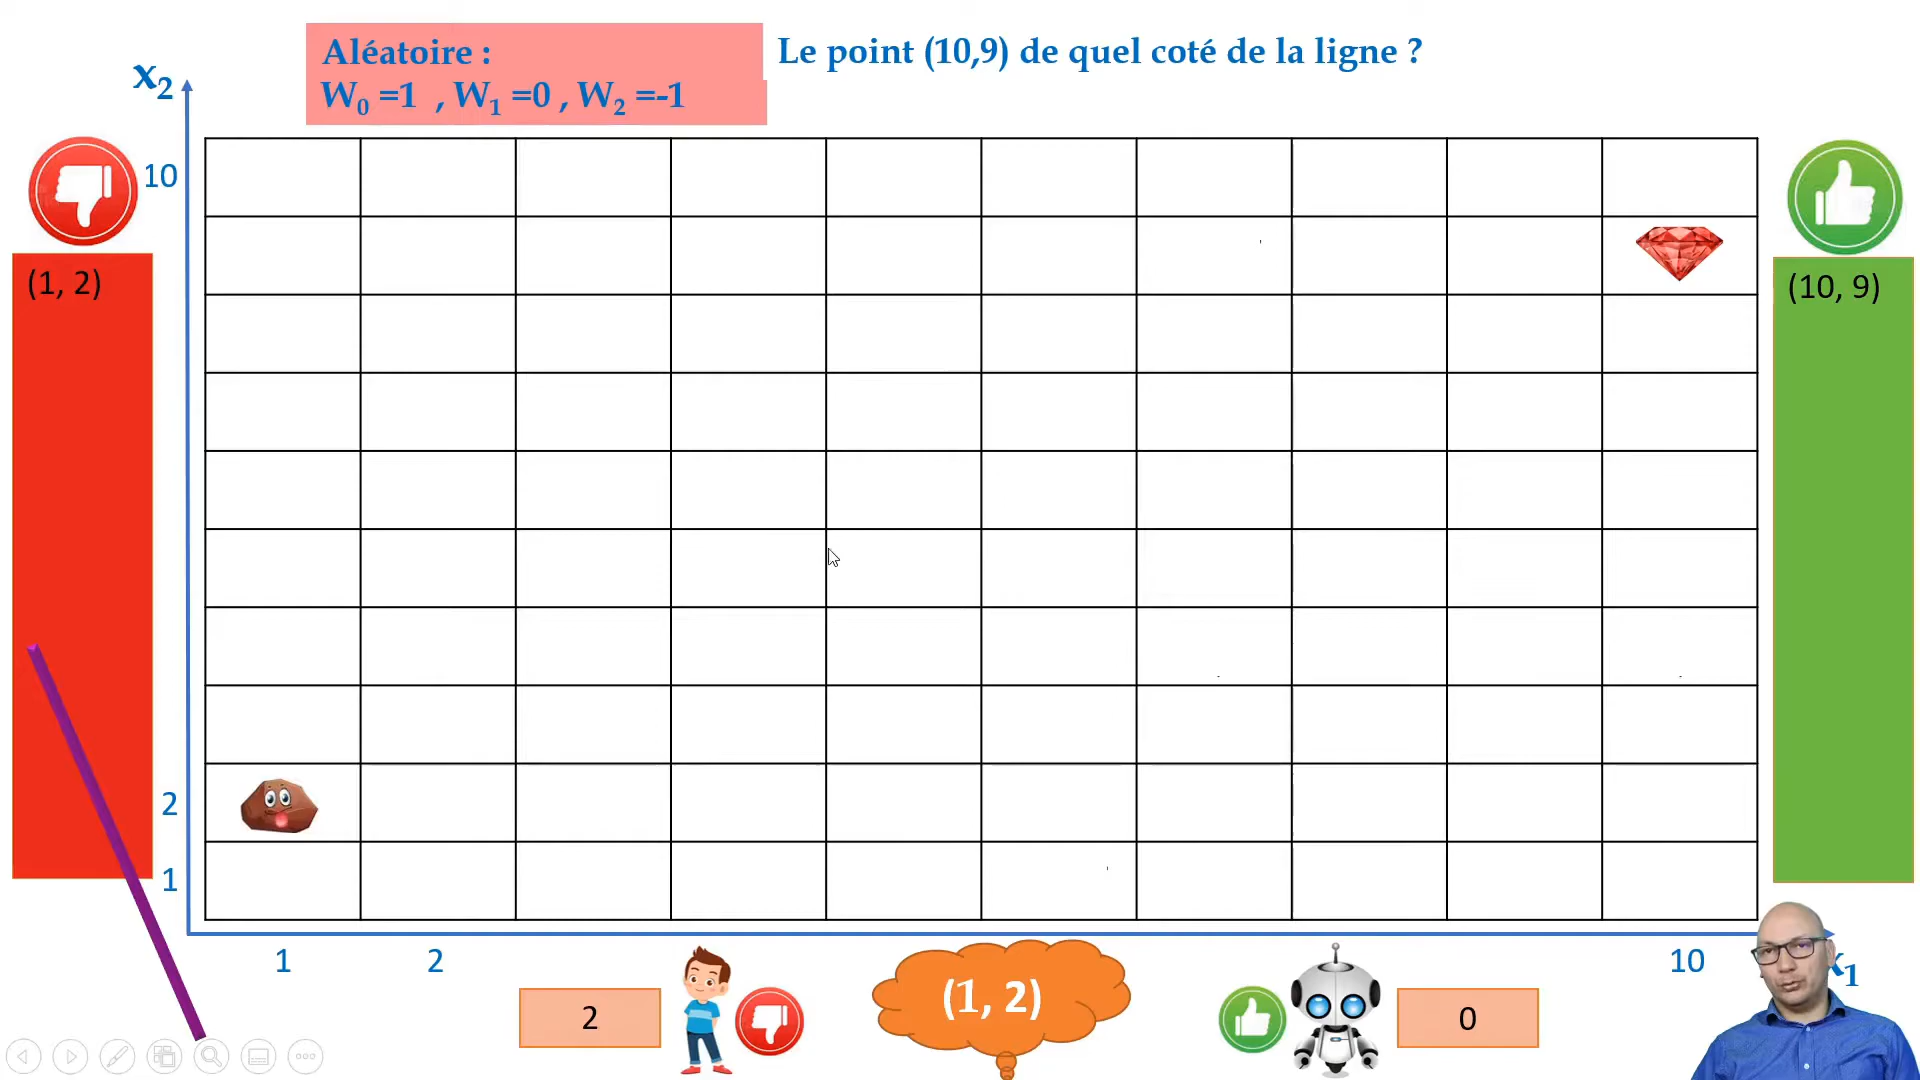 Aléatoire :
W₀ =1 , W₁ =0 , W₂ =-1
Le point (10,9) de quel coté de la ligne ?
x₂
10
(1, 2)
(10, 9)
2
1
1
2
10
x₁
2
(1, 2)
0